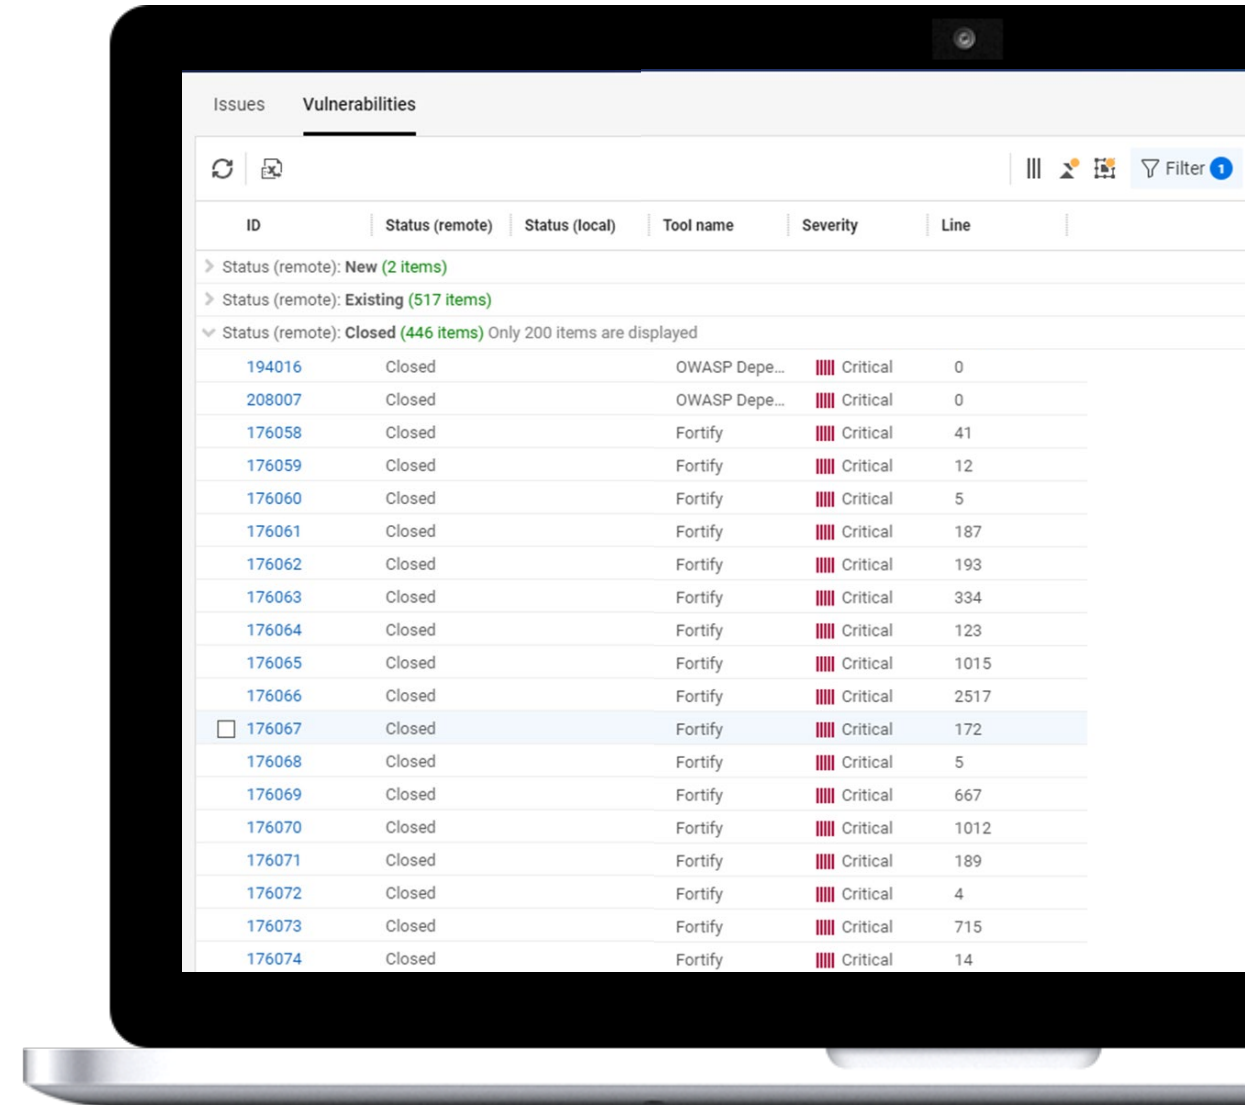 Issues Vulnerabilities
Filter 1
ID Status (remote) Status (local) Tool name Severity Line
Status (remote): New (2 items)
Status (remote): Existing (517 items)
Status (remote): Closed (446 items) Only 200 items are displayed
194016 Closed OWASP Depe... Critical 0
208007 Closed OWASP Depe... Critical 0
176058 Closed Fortify Critical 41
176059 Closed Fortify Critical 12
176060 Closed Fortify Critical 5
176061 Closed Fortify Critical 187
176062 Closed Fortify Critical 193
176063 Closed Fortify Critical 334
176064 Closed Fortify Critical 123
176065 Closed Fortify Critical 1015
176066 Closed Fortify Critical 2517
176067 Closed Fortify Critical 172
176068 Closed Fortify Critical 5
176069 Closed Fortify Critical 667
176070 Closed Fortify Critical 1012
176071 Closed Fortify Critical 189
176072 Closed Fortify Critical 4
176073 Closed Fortify Critical 715
176074 Closed Fortify Critical 14